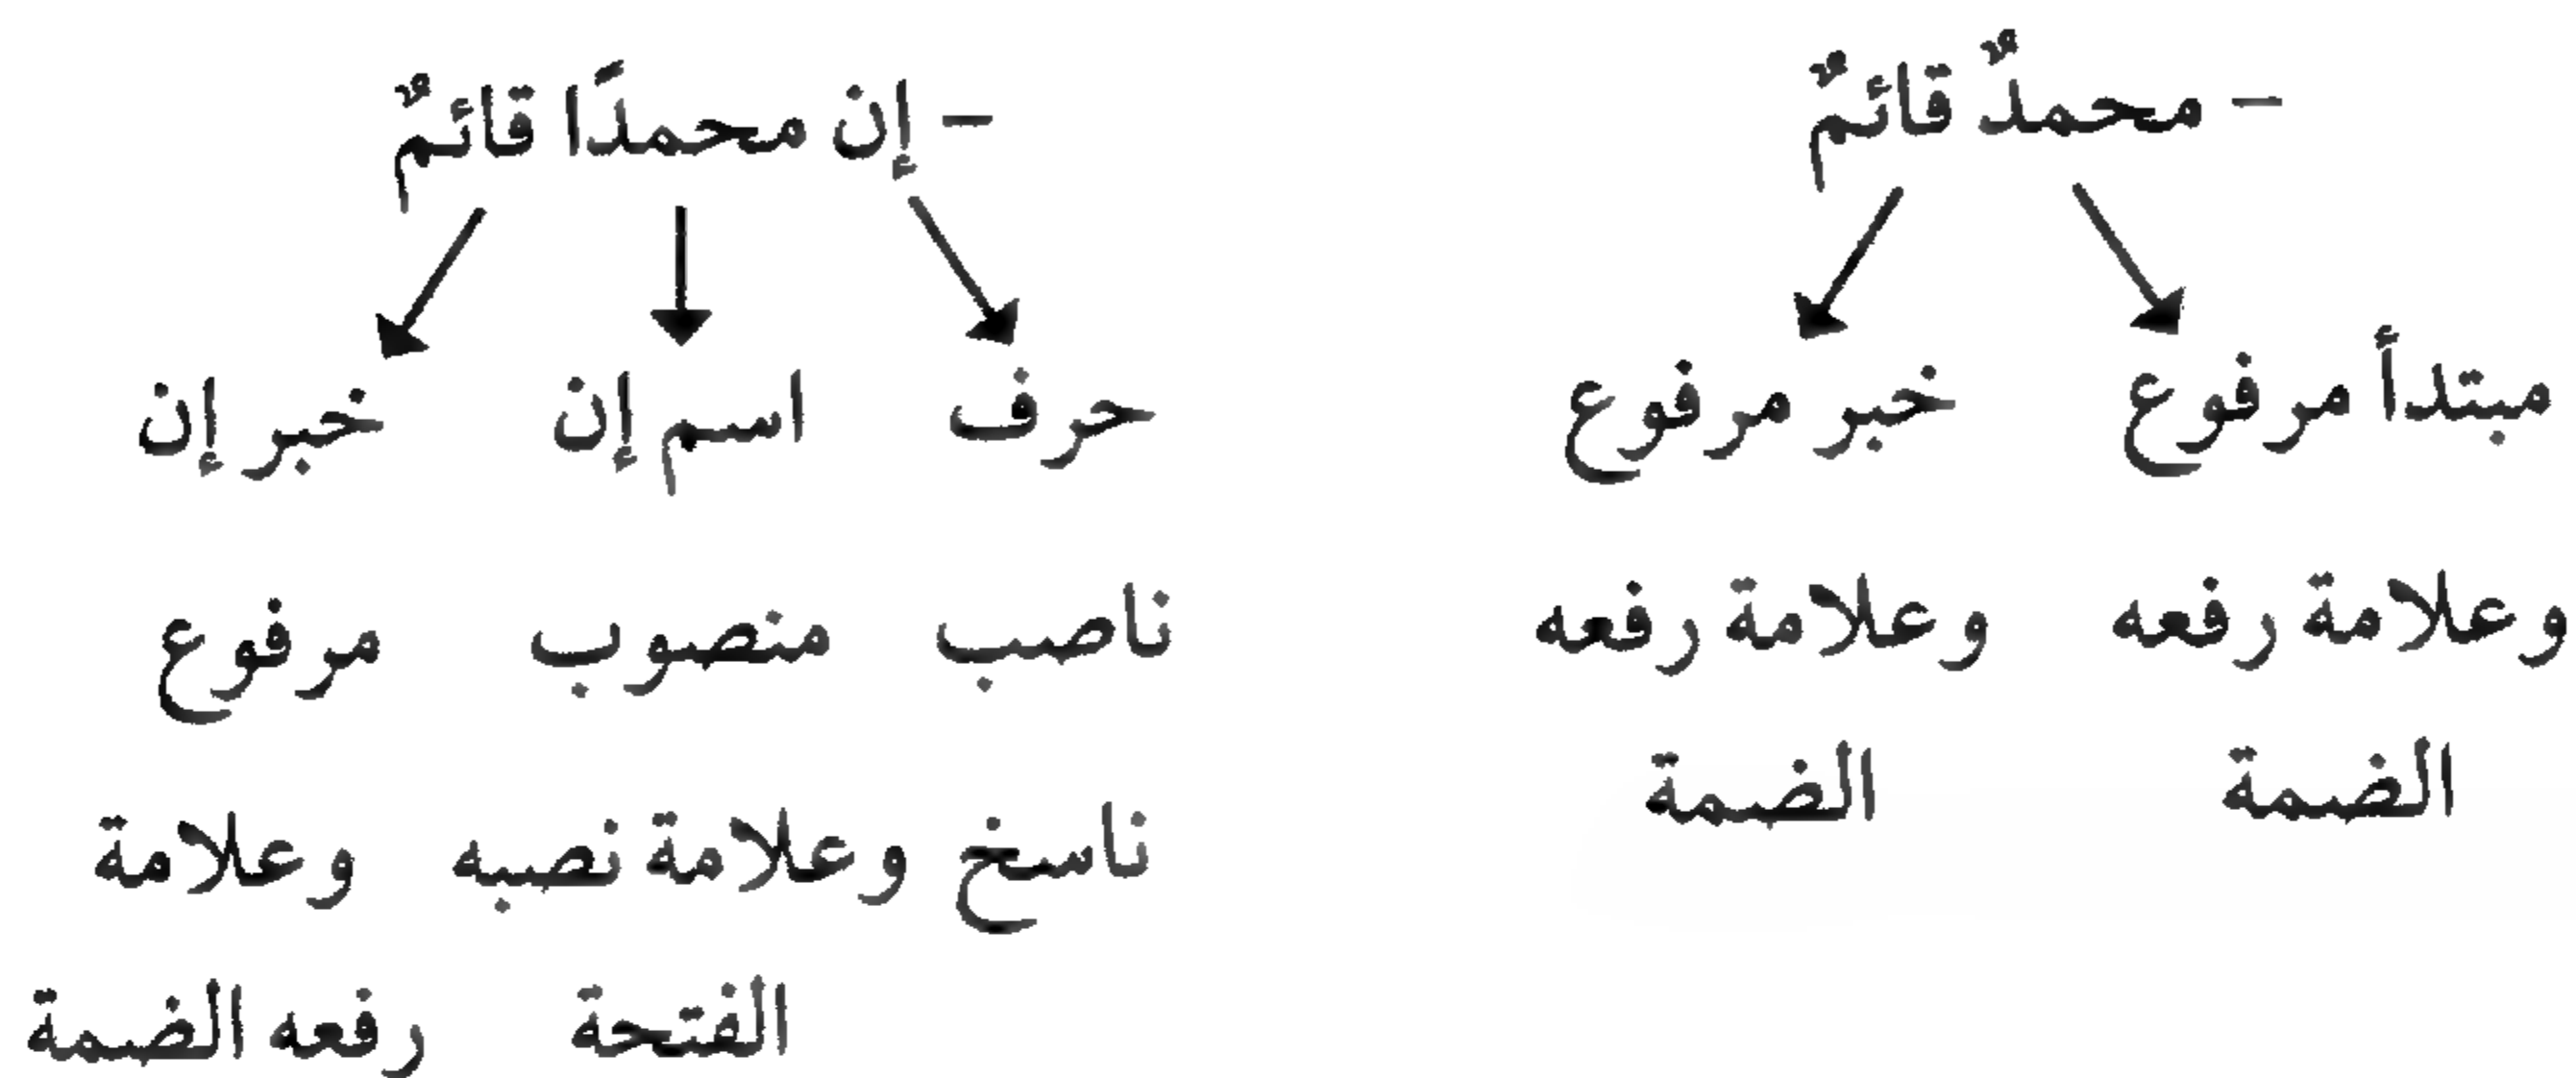 - محمدٌ قائمٌ
مبتدأ مرفوع خبر مرفوع
وعلامة رفعه وعلامة رفعه
الضمة الضمة
- إن محمدًا قائمٌ
حرف اسم إن خبر إن
ناصب منصوب مرفوع
ناسخ وعلامة نصبه وعلامة
الفتحة رفعه الضمة